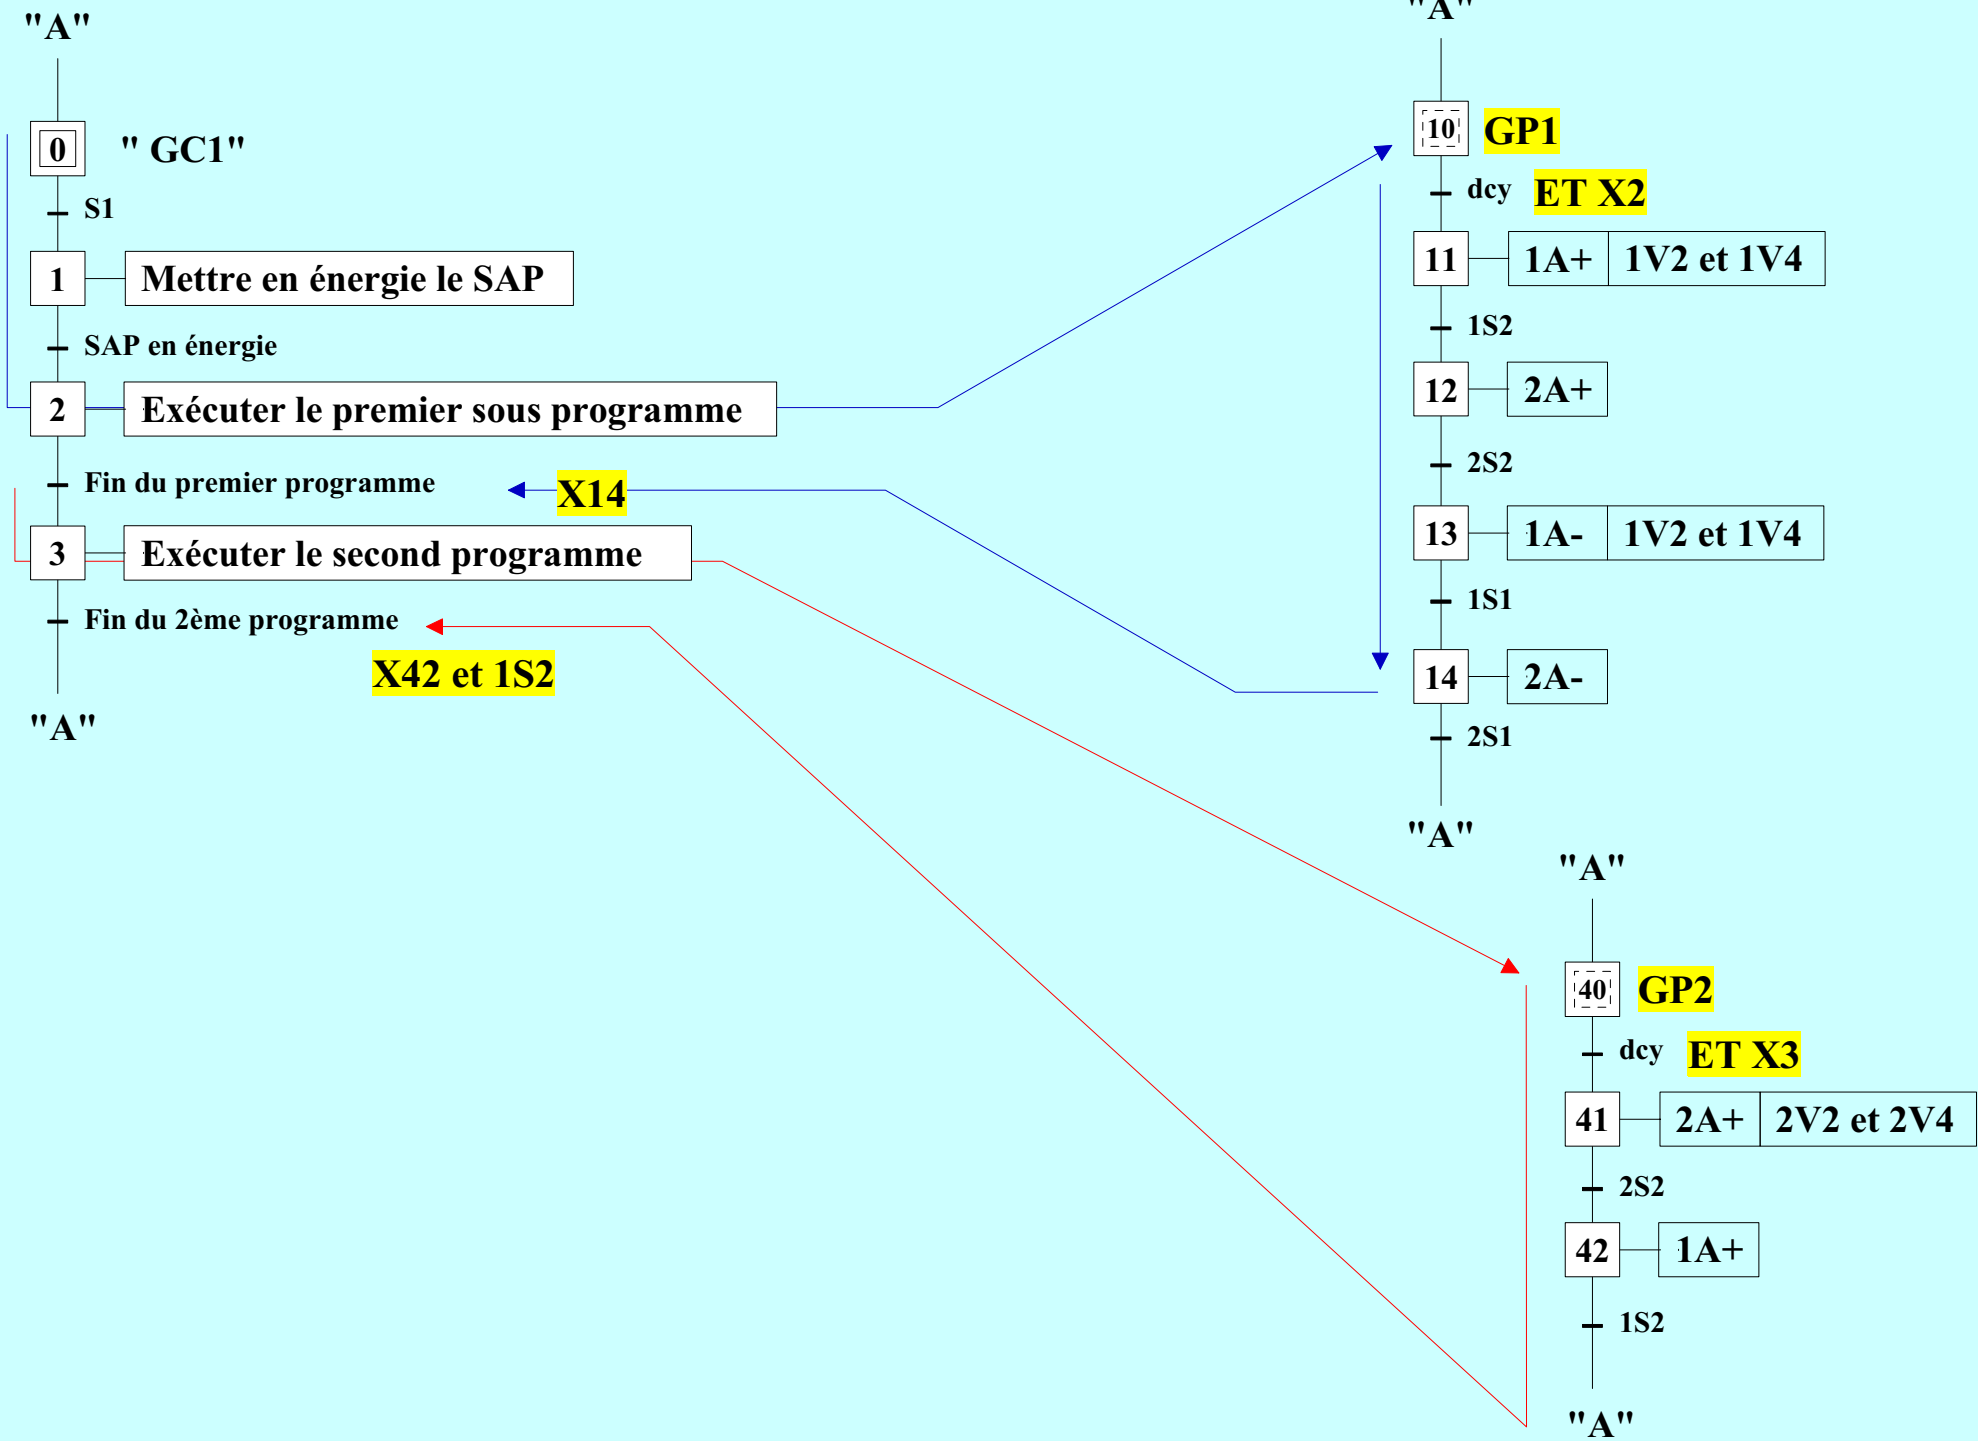 "A"
0
" GC1"
S1
1
Mettre en énergie le SAP
SAP en énergie
2
Exécuter le premier sous programme
Fin du premier programme
X14
3
Exécuter le second programme
Fin du 2ème programme
X42 et 1S2
"A"
"A"
10
GP1
dcy
ET X2
11
1A+
1V2 et 1V4
1S2
12
2A+
2S2
13
1A-
1V2 et 1V4
1S1
14
2A-
2S1
"A"
"A"
40
GP2
dcy
ET X3
41
2A+
2V2 et 2V4
2S2
42
1A+
1S2
"A"